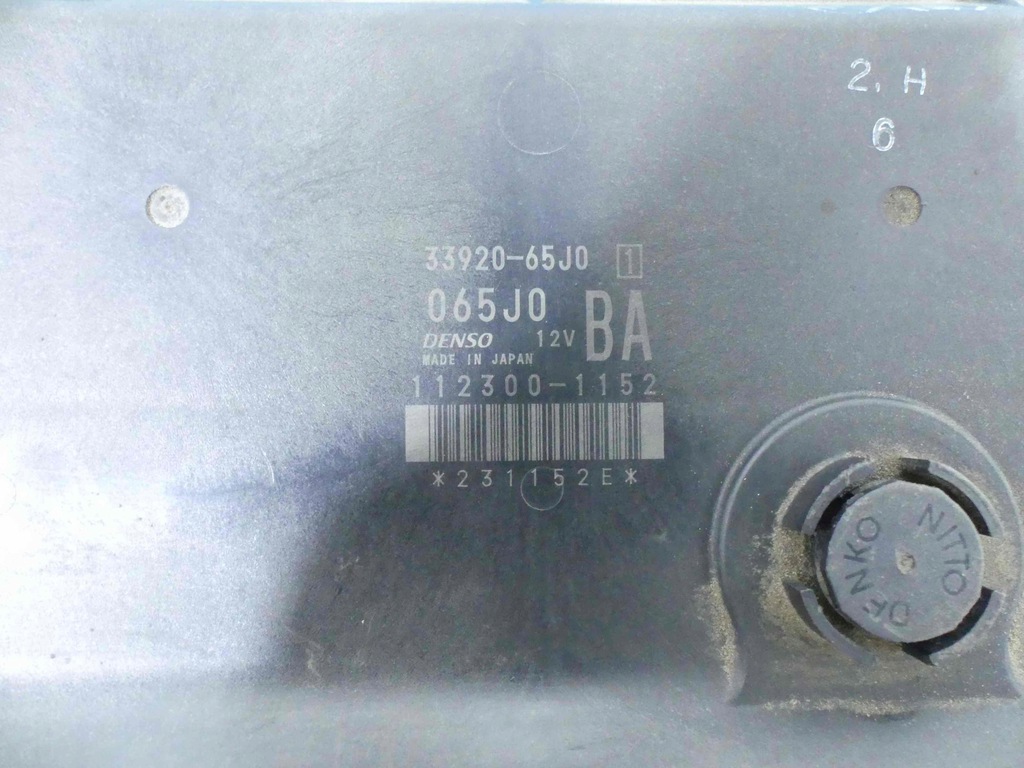 2. H
6
33920-65J0 1
065J0 BA
DENSO 12V
MADE IN JAPAN
112300-1152
*231152E*
NITTO
DENKO